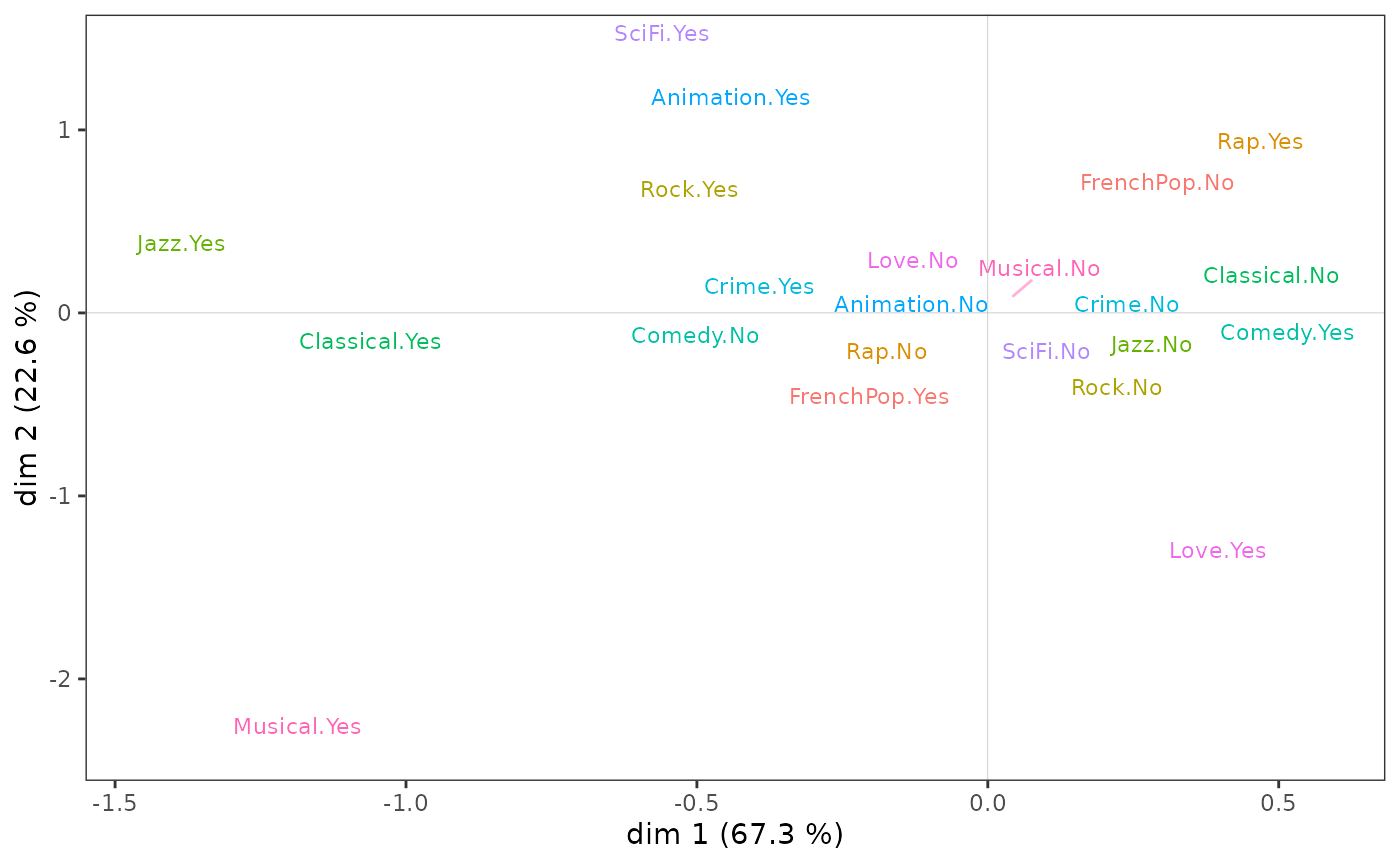 SciFi.Yes
Animation.Yes
1
Rap.Yes
FrenchPop.No
Rock.Yes
Jazz.Yes
Love.No
Musical.No
Classical.No
Crime.Yes
Animation.No
Crime.No
0
Classical.Yes
Comedy.No
Comedy.Yes
Rap.No
SciFi.No
Jazz.No
Rock.No
FrenchPop.Yes
dim 2 (22.6 %)
-1
Love.Yes
-2
Musical.Yes
-1.5 -1.0 -0.5 0.0 0.5
dim 1 (67.3 %)